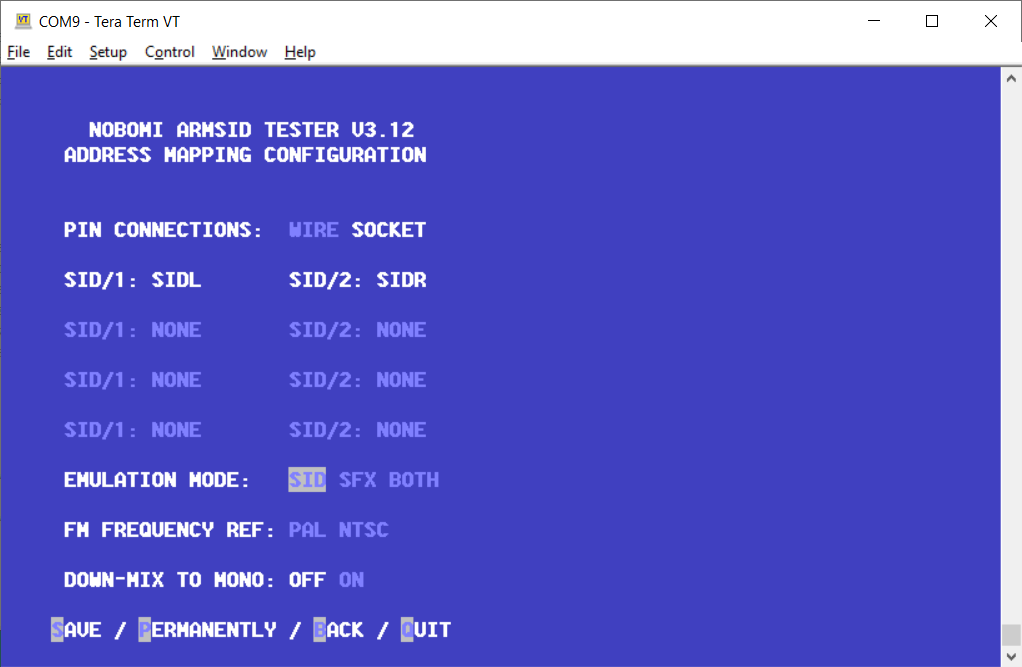 COM9 - Tera Term VT
File Edit Setup Control Window Help
NOBOMI ARMSID TESTER V3.12
ADDRESS MAPPING CONFIGURATION
PIN CONNECTIONS: WIRE SOCKET
SID/1: SIDL SID/2: SIDR
SID/1: NONE SID/2: NONE
SID/1: NONE SID/2: NONE
SID/1: NONE SID/2: NONE
EMULATION MODE: SID SFX BOTH
FM FREQUENCY REF: PAL NTSC
DOWN-MIX TO MONO: OFF ON
SAVE / PERMANENTLY / BACK / QUIT